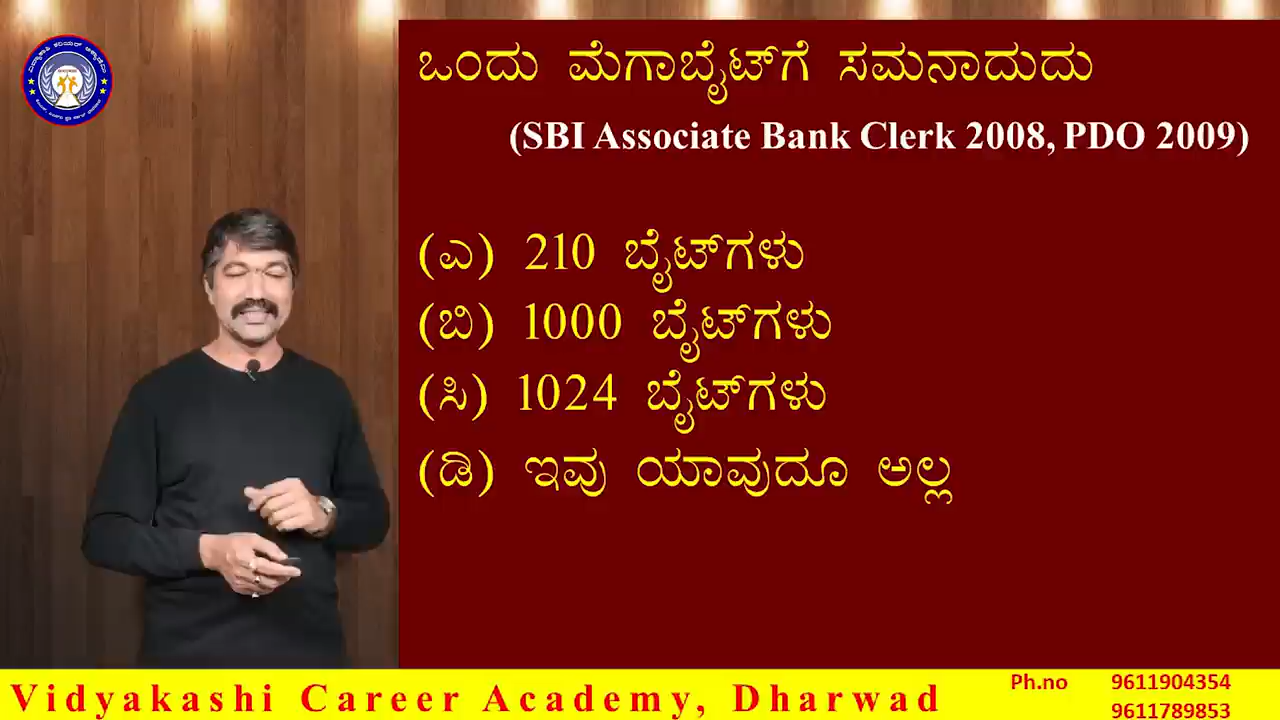 ಒಂದು ಮೆಗಾಬೈಟ್‌ಗೆ ಸಮನಾದುದು
(SBI Associate Bank Clerk 2008, PDO 2009)
(ಎ) 210 ಬೈಟ್‌ಗಳು
(ಬಿ) 1000 ಬೈಟ್‌ಗಳು
(ಸಿ) 1024 ಬೈಟ್‌ಗಳು
(ಡಿ) ಇವು ಯಾವುದೂ ಅಲ್ಲ
Vidyakashi Career Academy, Dharwad
Ph.no 9611904354
9611789853